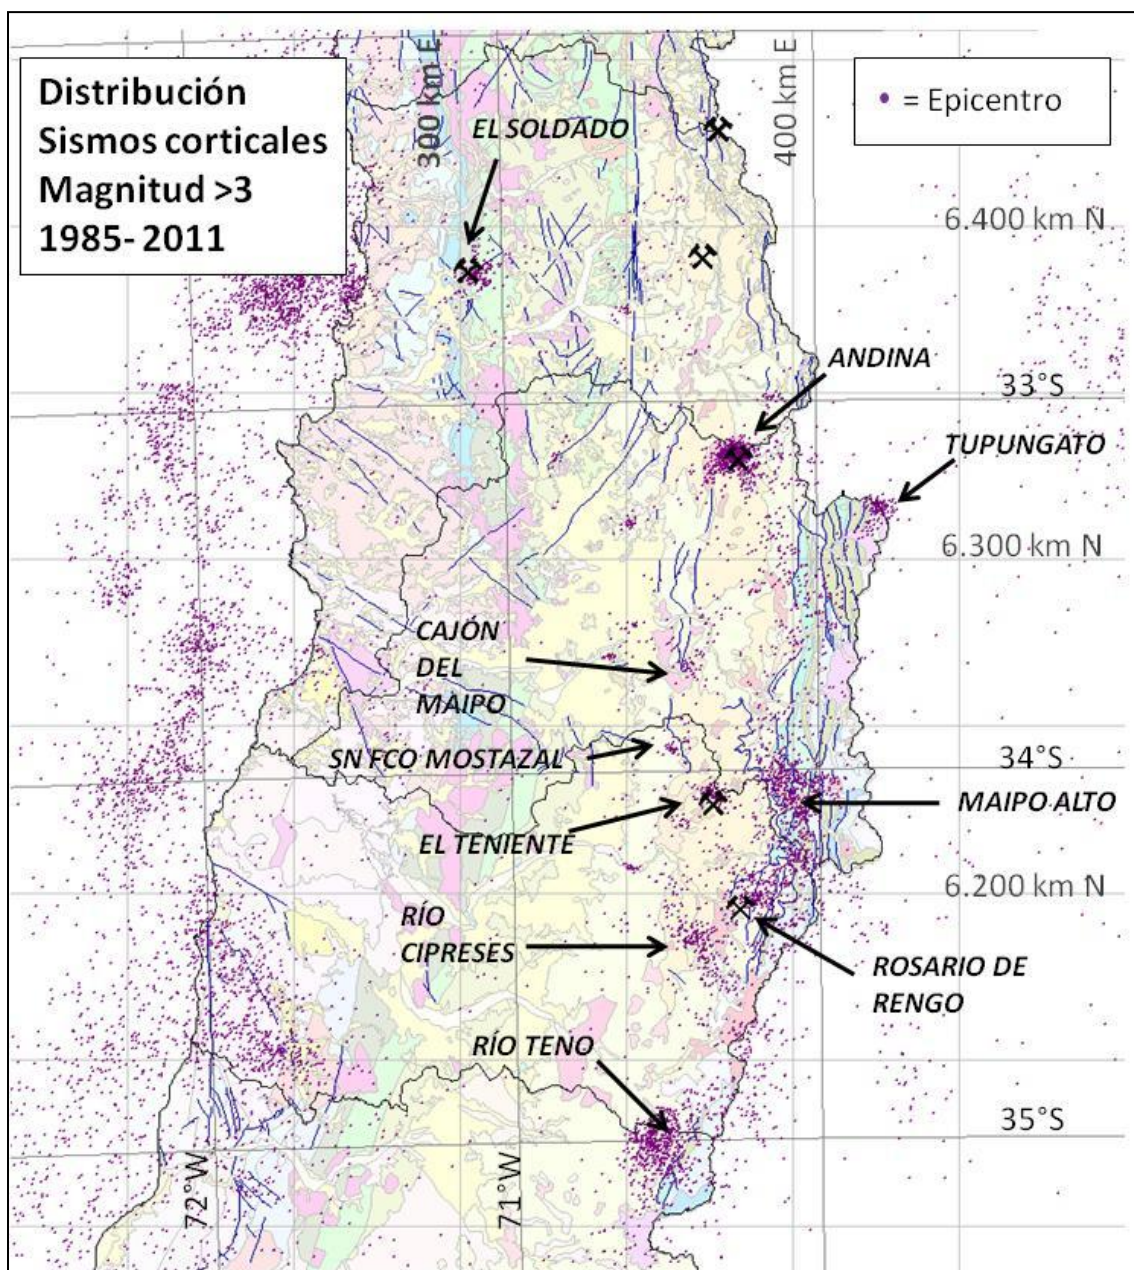 Distribución
Sismos corticales
Magnitud >3
1985- 2011
300 km E
400 km E
• = Epicentro
EL SOLDADO
6.400 km N
ANDINA
33°S
TUPUNGATO
6.300 km N
CAJÓN
DEL
MAIPO
SN FCO MOSTAZAL
34°S
MAIPO ALTO
EL TENIENTE
6.200 km N
RÍO
CIPRESES
ROSARIO DE
RENGO
RÍO TENO
35°S
72°W
71°W